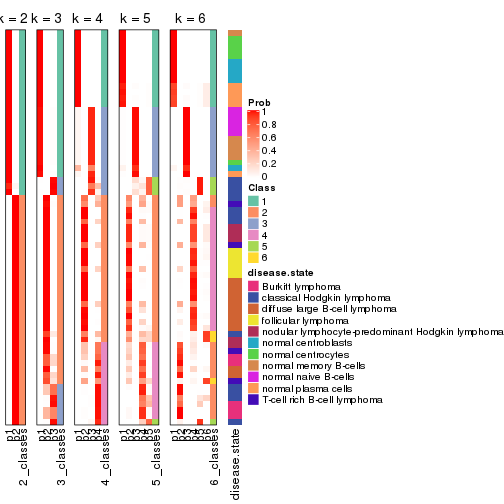 k = 2 k = 3 k = 4 k = 5 k = 6
Prob
1
0.8
0.6
0.4
0.2
0
Class
1
2
3
4
5
6
disease.state
Burkitt lymphoma
classical Hodgkin lymphoma
diffuse large B-cell lymphoma
follicular lymphoma
nodular lymphocyte-predominant Hodgkin lymphoma
normal centroblasts
normal centrocytes
normal memory B-cells
normal naive B-cells
normal plasma cells
T-cell rich B-cell lymphoma
p1 p2 2_classes p1 p2 p3 3_classes p1 p2 p3 p4 4_classes p1 p2 p3 p4 p5 5_classes p1 p2 p3 p4 p5 p6 6_classes disease.state